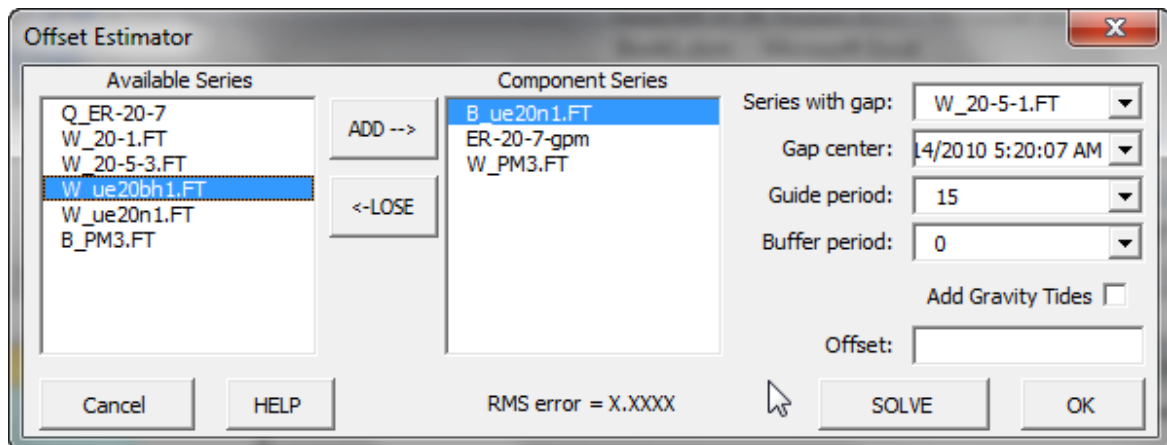 Offset Estimator
Available Series
Q_ER-20-7
W_20-1.FT
W_20-5-3.FT
W_ue20bh1.FT
W_ue20n1.FT
B_PM3.FT
ADD -->
<-LOSE
Component Series
B_ue20n1.FT
ER-20-7-gpm
W_PM3.FT
Series with gap: W_20-5-1.FT
Gap center: 14/2010 5:20:07 AM
Guide period: 15
Buffer period: 0
Add Gravity Tides
Offset:
Cancel HELP RMS error = X.XXXX SOLVE OK